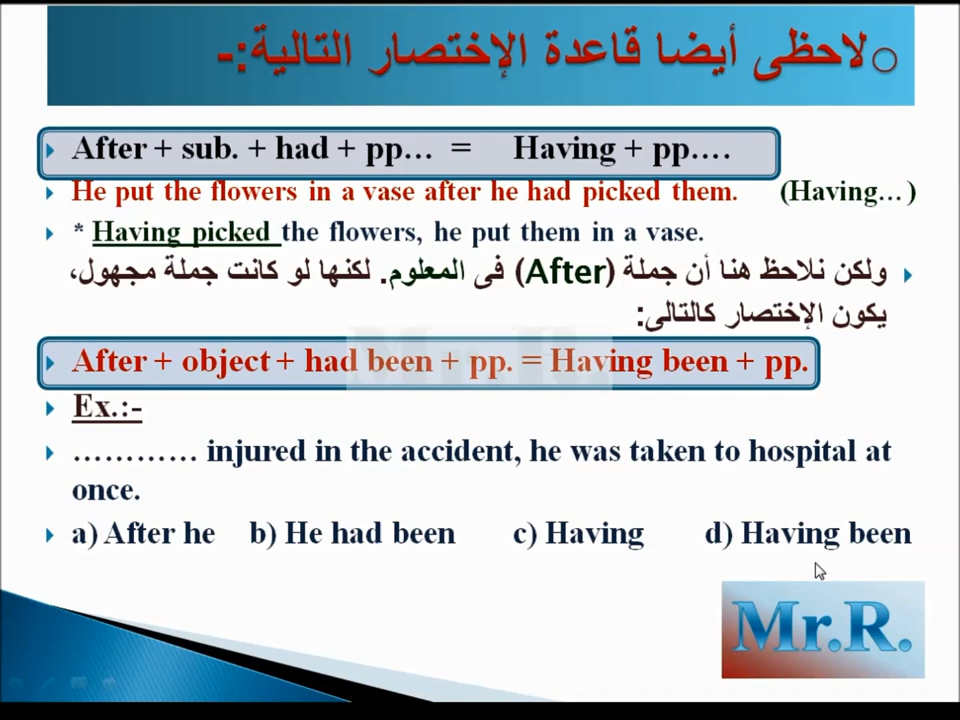 لاحظى أيضا قاعدة الإختصار التالية:-
After + sub. + had + pp… = Having + pp….
He put the flowers in a vase after he had picked them. (Having…)
* Having picked the flowers, he put them in a vase.
ولكن نلاحظ هنا أن جملة (After) فى المعلوم. لكنها لو كانت جملة مجهول،
يكون الإختصار كالتالى:
After + object + had been + pp. = Having been + pp.
Ex.:-
………… injured in the accident, he was taken to hospital at
once.
a) After he b) He had been c) Having d) Having been
Mr.R.